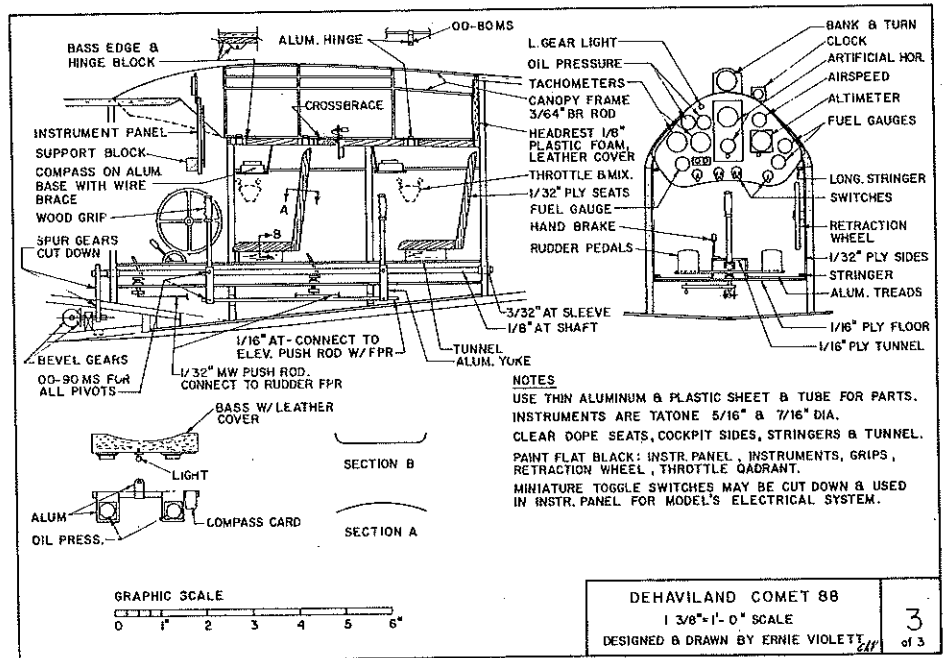 BASS EDGE &
HINGE BLOCK
ALUM. HINGE
OO-80MS
CROSSBRACE
INSTRUMENT PANEL
SUPPORT BLOCK
COMPASS ON ALUM.
BASE WITH WIRE
BRACE
WOOD GRIP
SPUR GEARS
CUT DOWN
BEVEL GEARS
OO-90 MS FOR
ALL PIVOTS
A
B
1/16" AT- CONNECT TO
ELEV. PUSH ROD W/FPR
1/32" MW PUSH ROD.
CONNECT TO RUDDER FPR
TUNNEL
ALUM. YOKE
3/32" AT SLEEVE
1/8" AT SHAFT
L.GEAR LIGHT
OIL PRESSURE
TACHOMETERS
CANOPY FRAME
3/64" BR ROD
HEADREST 1/8"
PLASTIC FOAM,
LEATHER COVER
THROTTLE & MIX.
1/32" PLY SEATS
FUEL GAUGE
HAND BRAKE
RUDDER PEDALS
BANK & TURN
CLOCK
ARTIFICIAL HOR.
AIRSPEED
ALTIMETER
FUEL GAUGES
LONG. STRINGER
SWITCHES
RETRACTION
WHEEL
1/32" PLY SIDES
STRINGER
ALUM. TREADS
1/16" PLY FLOOR
1/16" PLY TUNNEL
BASS W/LEATHER
COVER
LIGHT
ALUM
OIL PRESS.
COMPASS CARD
SECTION B
SECTION A
NOTES
USE THIN ALUMINUM & PLASTIC SHEET & TUBE FOR PARTS.
INSTRUMENTS ARE TATONE 5/16" & 7/16" DIA.
CLEAR DOPE SEATS, COCKPIT SIDES, STRINGERS & TUNNEL.
PAINT FLAT BLACK: INSTR. PANEL, INSTRUMENTS, GRIPS,
RETRACTION WHEEL, THROTTLE QADRANT.
MINIATURE TOGGLE SWITCHES MAY BE CUT DOWN & USED
IN INSTR. PANEL FOR MODEL'S ELECTRICAL SYSTEM.
GRAPHIC SCALE
0 1" 2 3 4 5 6"
DEHAVILAND COMET 88
1 3/8"=1'-0" SCALE
DESIGNED & DRAWN BY ERNIE VIOLETT
3
of 3